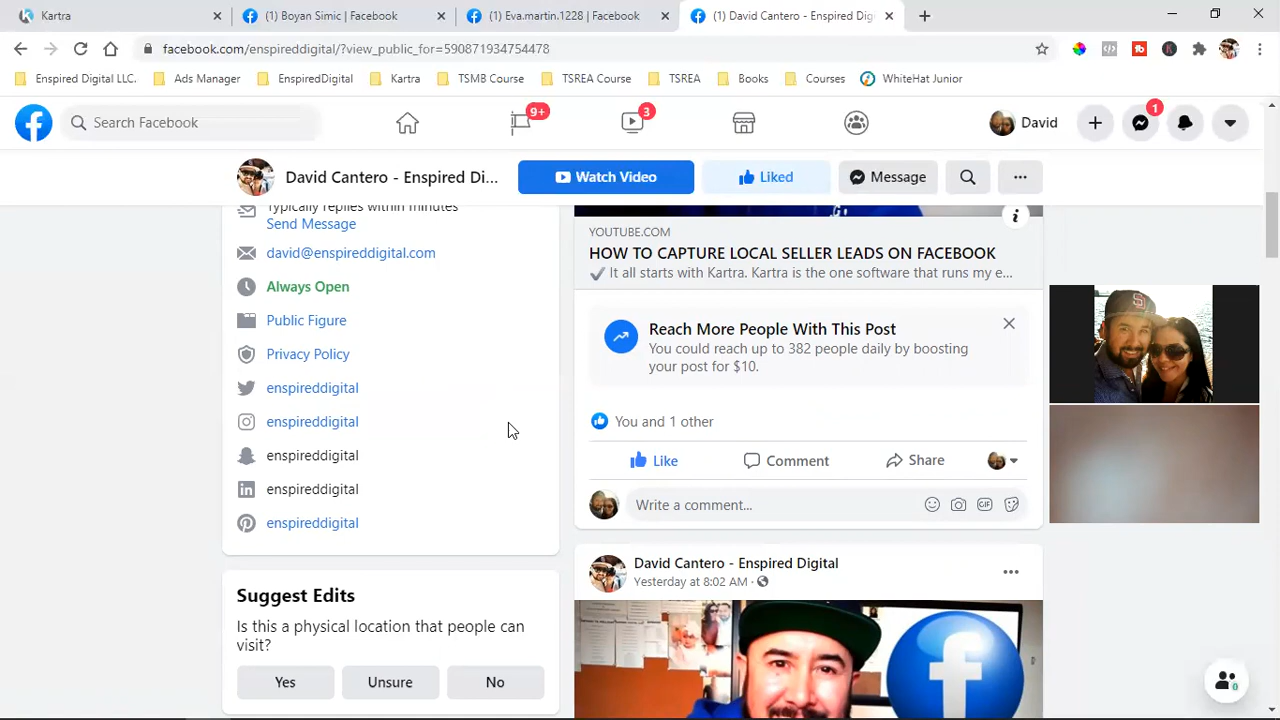 Kartra
(1) Boyan Simic | Facebook
(1) Eva.martin.1228 | Facebook
(1) David Cantero - Enspired Dig
facebook.com/enspireddigital/?view_public_for=590871934754478
Enspired Digital LLC.
Ads Manager
EnspiredDigital
Kartra
TSMB Course
TSREA Course
TSREA
Books
Courses
WhiteHat Junior
Search Facebook
9+
3
David
1
David Cantero - Enspired Di...
Watch Video
Liked
Message
Typically replies within minutes
Send Message
david@enspireddigital.com
Always Open
Public Figure
Privacy Policy
enspireddigital
enspireddigital
enspireddigital
enspireddigital
enspireddigital
Suggest Edits
Is this a physical location that people can
visit?
Yes
Unsure
No
YOUTUBE.COM
HOW TO CAPTURE LOCAL SELLER LEADS ON FACEBOOK
✔ It all starts with Kartra. Kartra is the one software that runs my e...
Reach More People With This Post
You could reach up to 382 people daily by boosting
your post for $10.
You and 1 other
Like
Comment
Share
Write a comment...
GIF
David Cantero - Enspired Digital
Yesterday at 8:02 AM ·
0